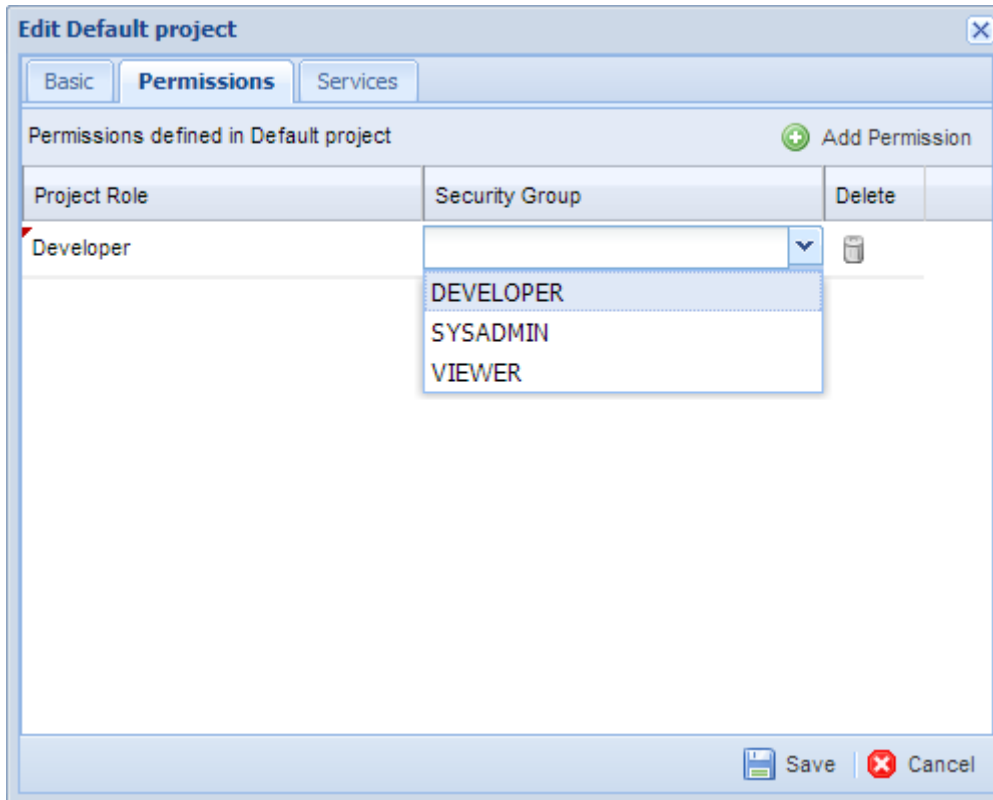 Edit Default project
Basic Permissions Services
Permissions defined in Default project Add Permission
Project Role Security Group Delete
Developer
DEVELOPER
SYSADMIN
VIEWER
Save Cancel